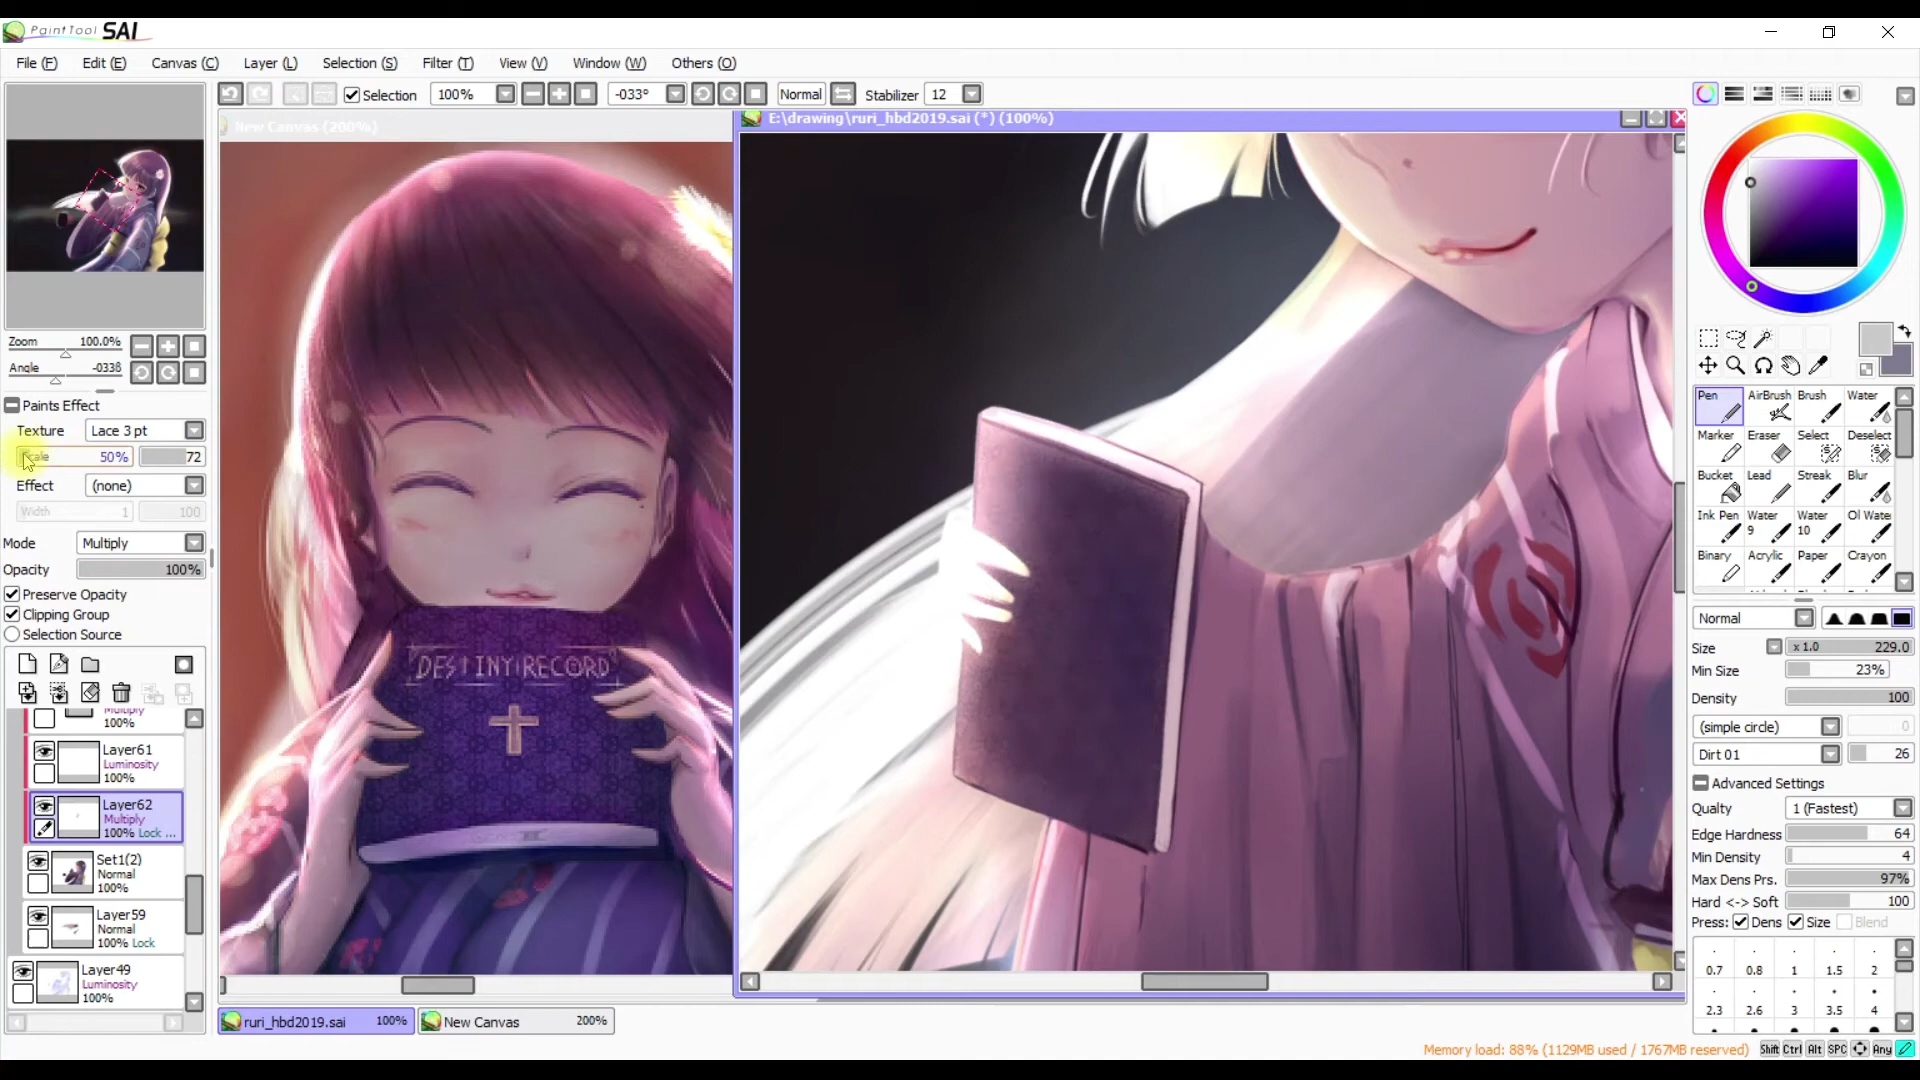 PaintTool SAI
File (F) Edit (E) Canvas (C) Layer (L) Selection (S) Filter (T) View (V) Window (W) Others (O)
Selection 100% -033° Normal Stabilizer 12
New Canvas (200%)
E:\drawing\ruri_hbd2019.sai (*) (100%)
Zoom 100.0%
Angle -033ß
Paints Effect
Texture Lace 3 pt
Scale 50% 72
Effect (none)
Width 1 100
Mode Multiply
Opacity 100%
Preserve Opacity
Clipping Group
Selection Source
Multiply
100%
Layer61
Luminosity
100%
Layer62
Multiply
100% Lock ...
Set1(2)
Normal
100%
Layer59
Normal
100% Lock
Layer49
Luminosity
100%
DESTINY RECORD
ruri_hbd2019.sai 100% New Canvas 200%
Pen AirBrush Brush Water
Marker Eraser Select Deselect
Bucket Lead Streak Blur
Ink Pen Water 9 Water 10 Oil Wate
Binary Acrylic Paper Crayon
Normal
Size x 1.0 229.0
Min Size 23%
Density 100
(simple circle) 0
Dirt 01 26
Advanced Settings
Qualty 1 (Fastest)
Edge Hardness 64
Min Density 4
Max Dens Prs. 97%
Hard <-> Soft 100
Press: Dens Size Blend
0.7 0.8 1 1.5 2
2.3 2.6 3 3.5 4
Memory load: 88% (1129MB used / 1767MB reserved) Shift Ctrl Alt SPC Any